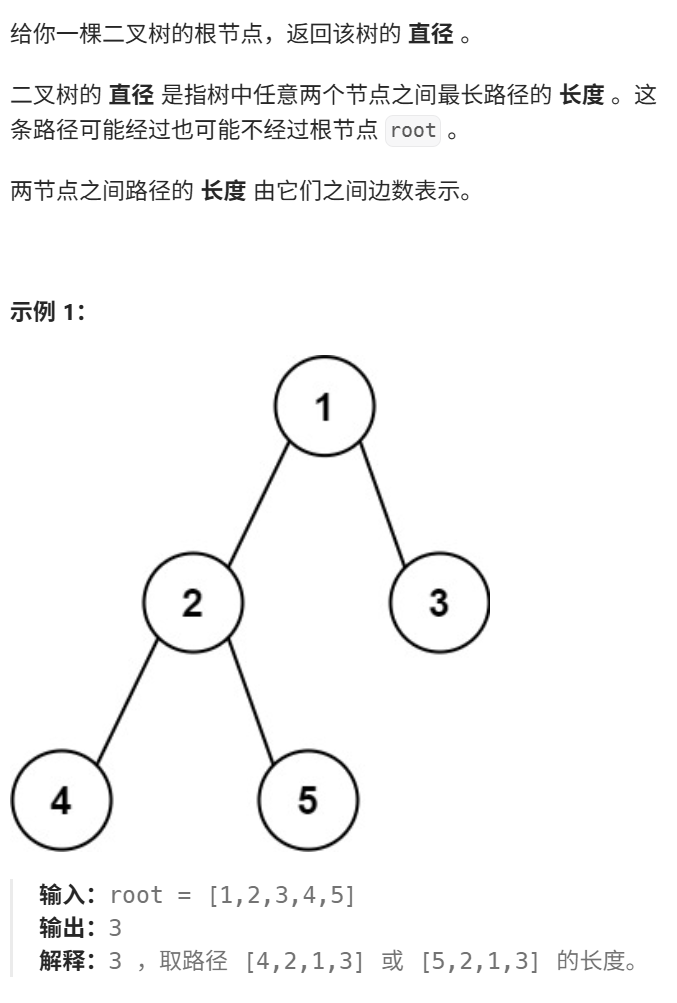 给你一棵二叉树的根节点，返回该树的 直径 。
二叉树的 直径 是指树中任意两个节点之间最长路径的 长度 。这
条路径可能经过也可能不经过根节点 root 。
两节点之间路径的 长度 由它们之间边数表示。
示例 1：
1
2
3
4
5
输入：root = [1,2,3,4,5]
输出：3
解释：3 ，取路径 [4,2,1,3] 或 [5,2,1,3] 的长度。